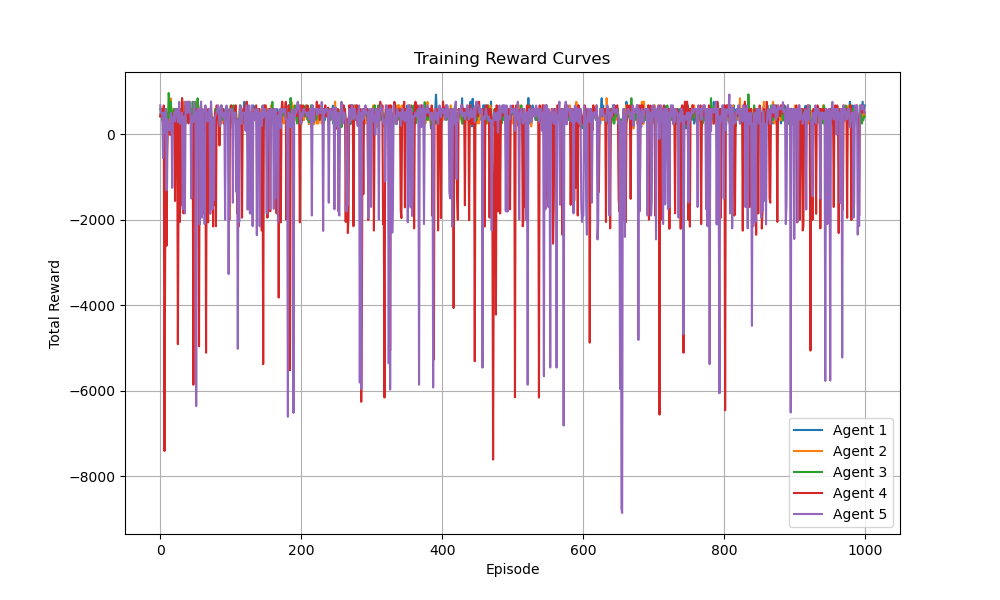 Training Reward Curves
Total Reward
0
−2000
−4000
−6000
−8000
0 200 400 600 800 1000
Episode
Agent 1
Agent 2
Agent 3
Agent 4
Agent 5